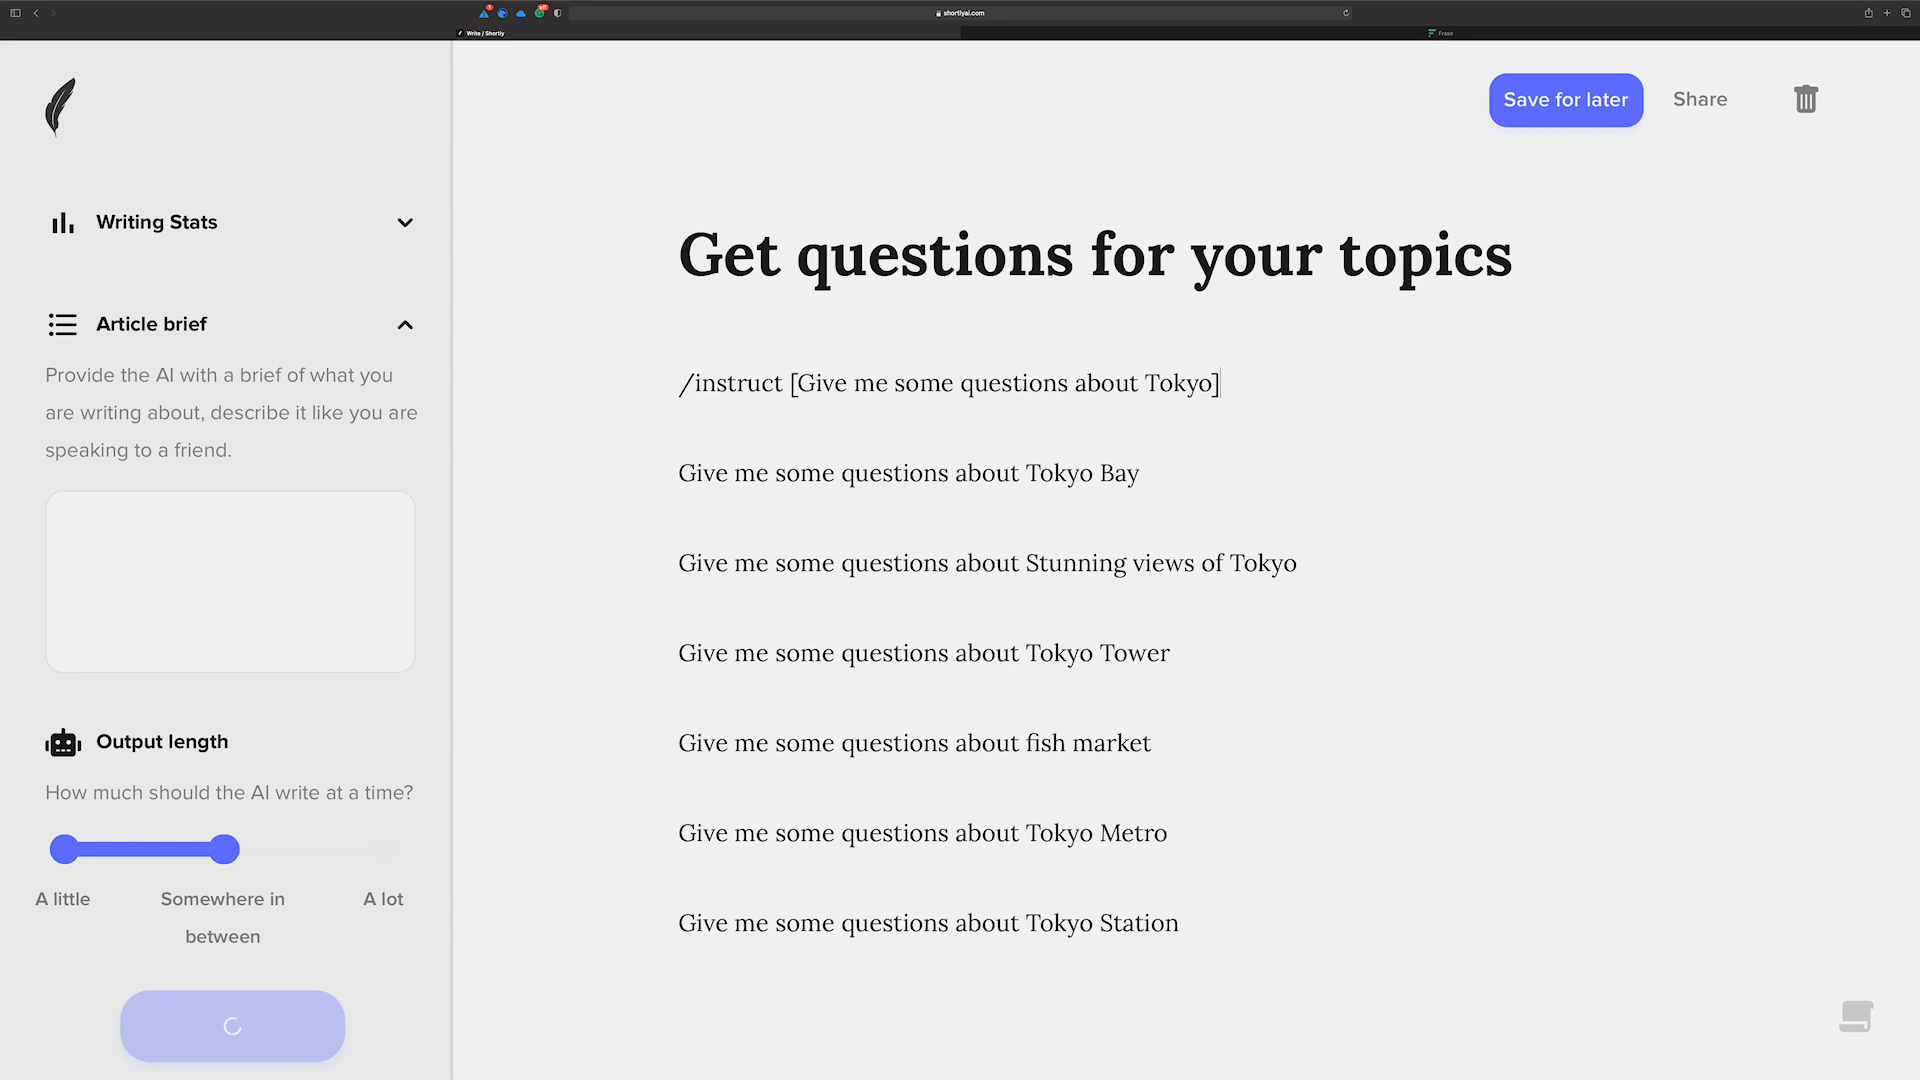 shortlyai.com
Write / Shortly
Frase
Save for later
Share
Writing Stats
Article brief
Provide the AI with a brief of what you
are writing about, describe it like you are
speaking to a friend.
Output length
How much should the AI write at a time?
A little
Somewhere in
between
A lot
Get questions for your topics
/instruct [Give me some questions about Tokyo]
Give me some questions about Tokyo Bay
Give me some questions about Stunning views of Tokyo
Give me some questions about Tokyo Tower
Give me some questions about fish market
Give me some questions about Tokyo Metro
Give me some questions about Tokyo Station